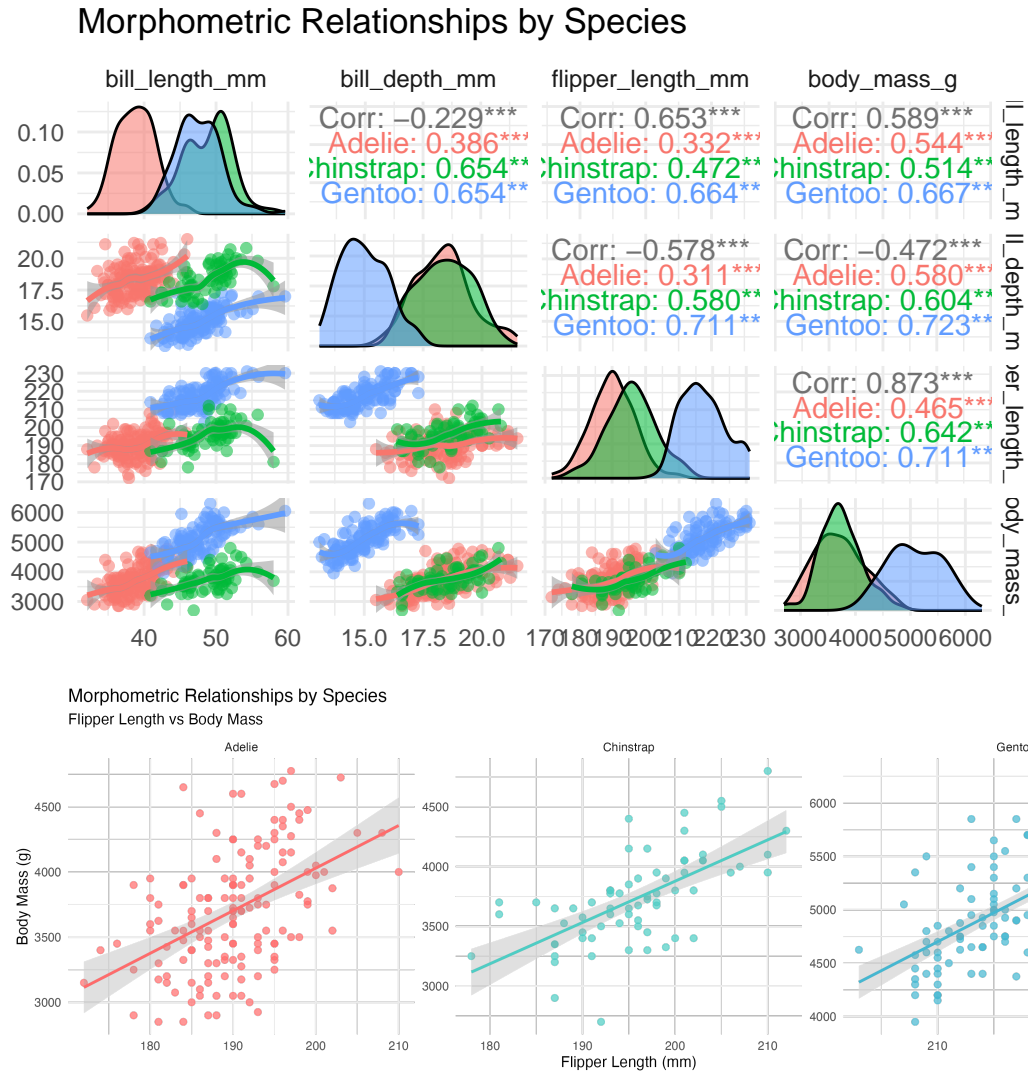 Morphometric Relationships by Species
bill_length_mm bill_depth_mm flipper_length_mm body_mass_g
0.10
0.05
0.00
Corr: −0.229***
Adelie: 0.386***
Chinstrap: 0.654**
Gentoo: 0.654**
Corr: 0.653***
Adelie: 0.332***
Chinstrap: 0.472**
Gentoo: 0.664**
Corr: 0.589***
Adelie: 0.544***
Chinstrap: 0.514**
Gentoo: 0.667**
ll_length_m
20.0
17.5
15.0
Corr: −0.578***
Adelie: 0.311***
Chinstrap: 0.580**
Gentoo: 0.711**
Corr: −0.472***
Adelie: 0.580***
Chinstrap: 0.604**
Gentoo: 0.723**
ll_depth_m
230
220
210
200
190
180
170
Corr: 0.873***
Adelie: 0.465***
Chinstrap: 0.642**
Gentoo: 0.711**
per_length_
6000
5000
4000
3000
ody_mass_
40 50 60 15.0 17.5 20.0 170 180 190 200 210 220 230 3000 4000 5000 6000
Morphometric Relationships by Species
Flipper Length vs Body Mass
Adelie Chinstrap Gento
Body Mass (g)
4500
4000
3500
3000
180 190 200 210
4500
4000
3500
3000
180 190 200 210
6000
5500
5000
4500
4000
210
Flipper Length (mm)